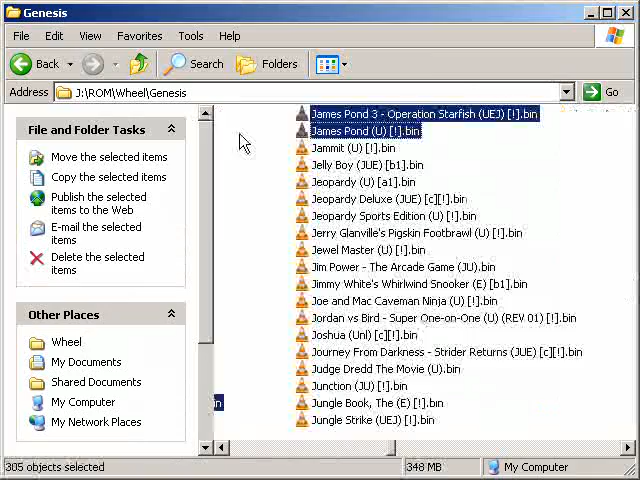 Genesis
File Edit View Favorites Tools Help
Back Search Folders
Address J:\ROM\Wheel\Genesis Go
File and Folder Tasks
Move the selected items
Copy the selected items
Publish the selected
items to the Web
E-mail the selected
items
Delete the selected
items
Other Places
Wheel
My Documents
Shared Documents
My Computer
My Network Places
in
James Pond 3 - Operation Starfish (UEJ) [!].bin
James Pond (U) [!].bin
Jammit (U) [!].bin
Jelly Boy (JUE) [b1].bin
Jeopardy (U) [a1].bin
Jeopardy Deluxe (JUE) [c][!].bin
Jeopardy Sports Edition (U) [!].bin
Jerry Glanville's Pigskin Footbrawl (U) [!].bin
Jewel Master (U) [!].bin
Jim Power - The Arcade Game (JU).bin
Jimmy White's Whirlwind Snooker (E) [b1].bin
Joe and Mac Caveman Ninja (U) [!].bin
Jordan vs Bird - Super One-on-One (U) (REV 01) [!].bin
Joshua (Unl) [c][!].bin
Journey From Darkness - Strider Returns (JUE) [c][!].bin
Judge Dredd The Movie (U).bin
Junction (JU) [!].bin
Jungle Book, The (E) [!].bin
Jungle Strike (UEJ) [!].bin
305 objects selected 348 MB My Computer